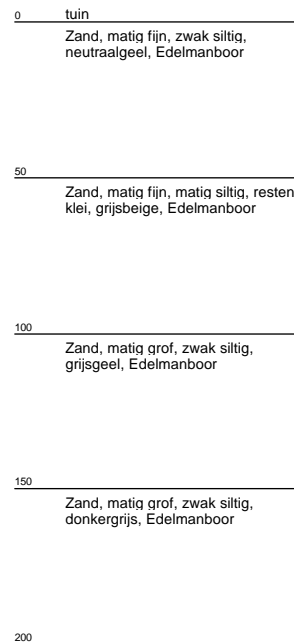 0 tuin
Zand, matig fijn, zwak siltig,
neutraalgeel, Edelmanboor
50
Zand, matig fijn, matig siltig, resten
klei, grijsbeige, Edelmanboor
100
Zand, matig grof, zwak siltig,
grijsgeel, Edelmanboor
150
Zand, matig grof, zwak siltig,
donkergrijs, Edelmanboor
200